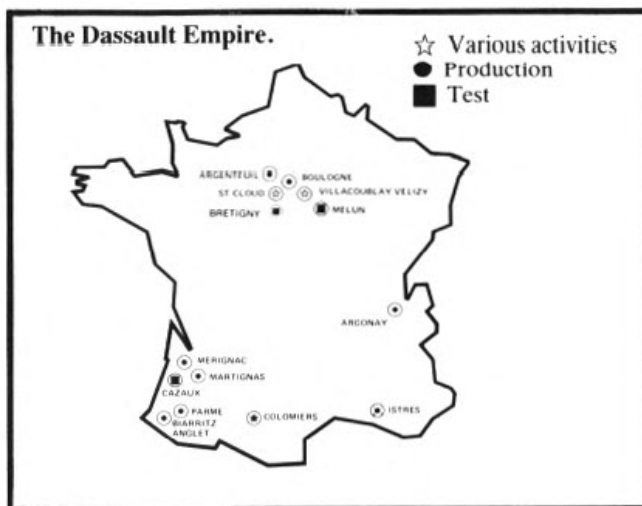 The Dassault Empire.
Various activities
Production
Test
ARGENTEUIL
BOULOGNE
ST CLOUD
VILLACOUBLAY VELIZY
BRETIGNY
MELUN
ARGONAY
MERIGNAC
MARTIGNAS
CAZAUX
PARME
BIARRITZ
ANGLET
COLOMIERS
ISTRES